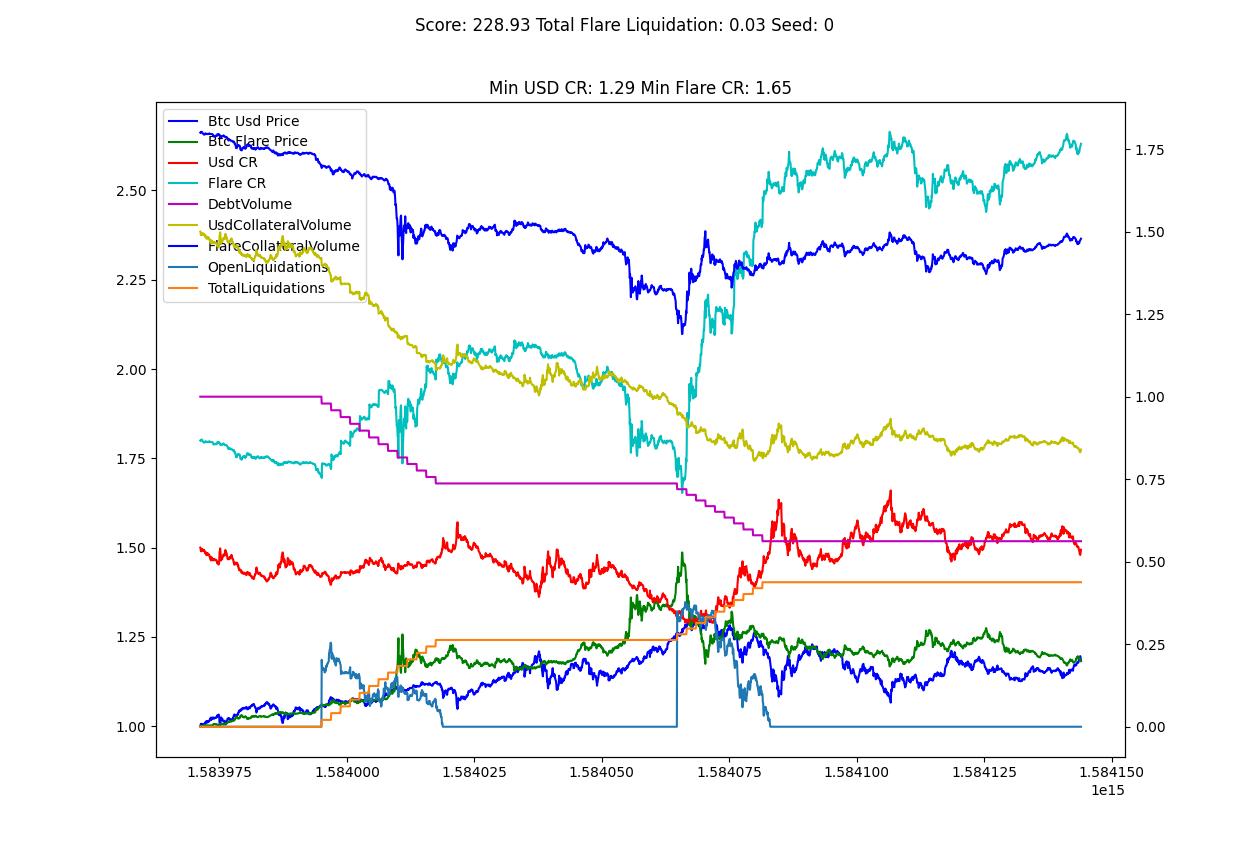 Score: 228.93 Total Flare Liquidation: 0.03 Seed: 0
Min USD CR: 1.29 Min Flare CR: 1.65
Btc Usd Price
Btc Flare Price
Usd CR
Flare CR
DebtVolume
UsdCollateralVolume
FlareCollateralVolume
OpenLiquidations
TotalLiquidations
2.50
2.25
2.00
1.75
1.50
1.25
1.00
1.75
1.50
1.25
1.00
0.75
0.50
0.25
0.00
1.583975 1.584000 1.584025 1.584050 1.584075 1.584100 1.584125 1.584150
1e15